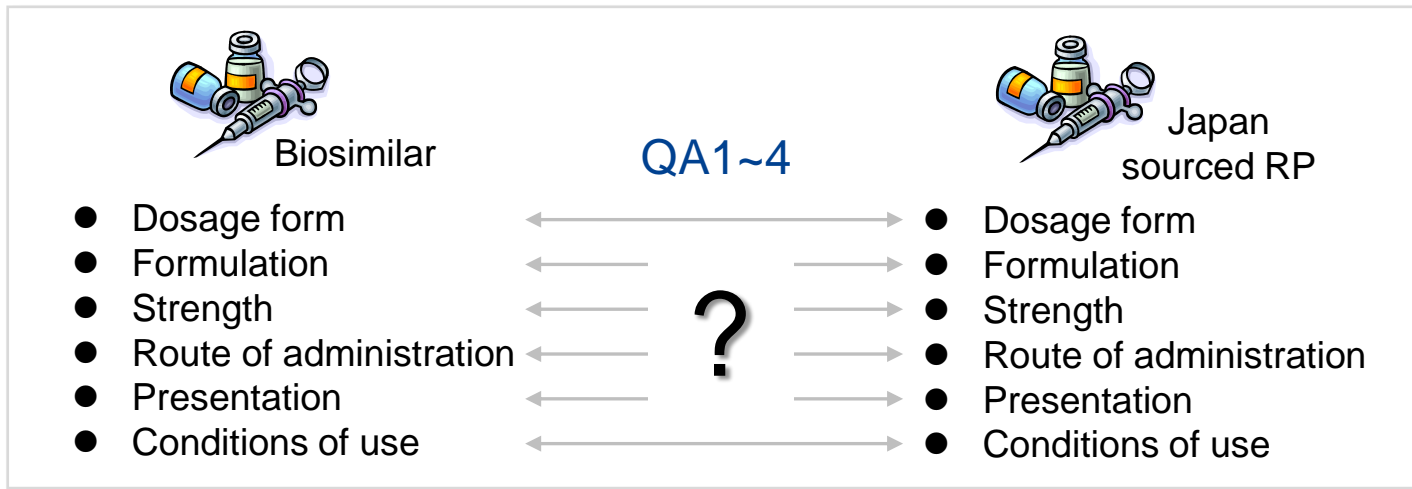 Biosimilar
QA1~4
Japan
sourced RP
● Dosage form
● Formulation
● Strength
● Route of administration
● Presentation
● Conditions of use
?
● Dosage form
● Formulation
● Strength
● Route of administration
● Presentation
● Conditions of use